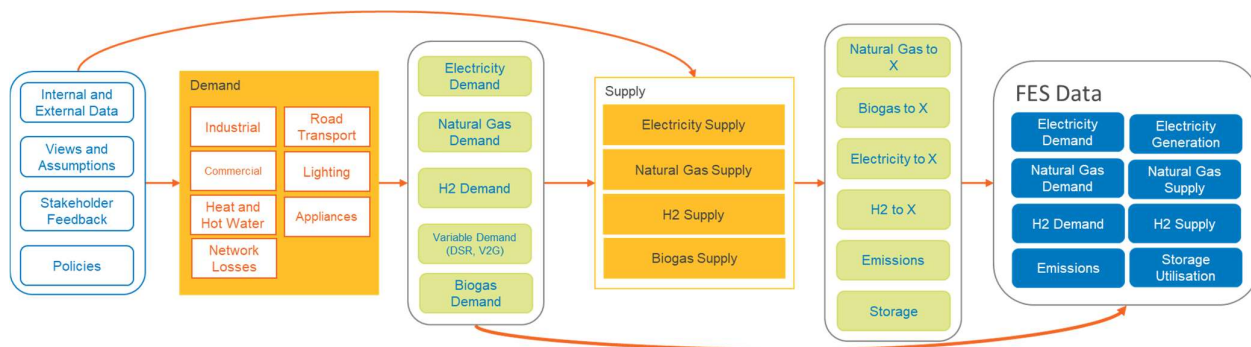 Internal and
External Data
Views and
Assumptions
Stakeholder
Feedback
Policies
Demand
Industrial
Road
Transport
Commercial
Lighting
Heat and
Hot Water
Appliances
Network
Losses
Electricity
Demand
Natural Gas
Demand
H2 Demand
Variable Demand
(DSR, V2G)
Biogas
Demand
Supply
Electricity Supply
Natural Gas Supply
H2 Supply
Biogas Supply
Natural Gas to
X
Biogas to X
Electricity to X
H2 to X
Emissions
Storage
FES Data
Electricity
Demand
Electricity
Generation
Natural Gas
Demand
Natural Gas
Supply
H2 Demand
H2 Supply
Emissions
Storage
Utilisation